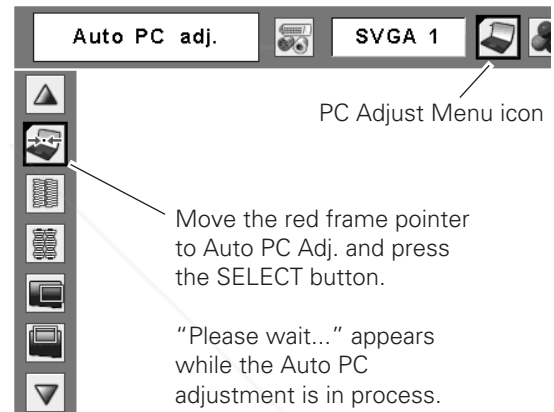 Auto PC adj.
SVGA 1
PC Adjust Menu icon
Move the red frame pointer
to Auto PC Adj. and press
the SELECT button.
“Please wait...” appears
while the Auto PC
adjustment is in process.